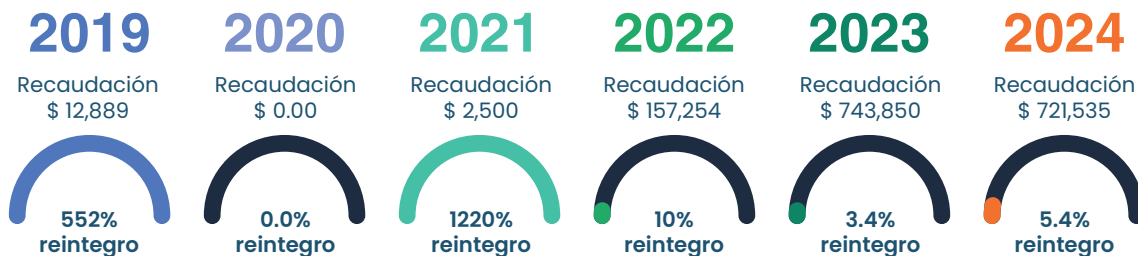 2019
Recaudación
$ 12,889
552%
reintegro
2020
Recaudación
$ 0.00
0.0%
reintegro
2021
Recaudación
$ 2,500
1220%
reintegro
2022
Recaudación
$ 157,254
10%
reintegro
2023
Recaudación
$ 743,850
3.4%
reintegro
2024
Recaudación
$ 721,535
5.4%
reintegro